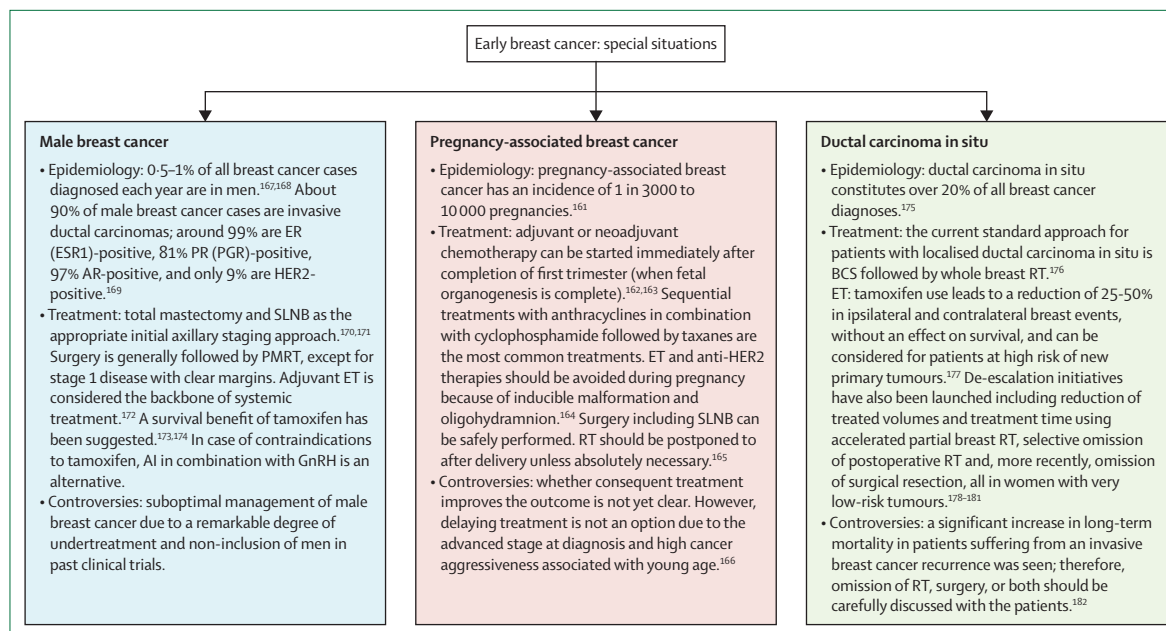 Early breast cancer: special situations
Male breast cancer
• Epidemiology: 0·5–1% of all breast cancer cases
diagnosed each year are in men.167,168 About
90% of male breast cancer cases are invasive
ductal carcinomas; around 99% are ER
(ESR1)-positive, 81% PR (PGR)-positive,
97% AR-positive, and only 9% are HER2-
positive.169
• Treatment: total mastectomy and SLNB as the
appropriate initial axillary staging approach.170,171
Surgery is generally followed by PMRT, except for
stage 1 disease with clear margins. Adjuvant ET is
considered the backbone of systemic
treatment.172 A survival benefit of tamoxifen has
been suggested.173,174 In case of contraindications
to tamoxifen, AI in combination with GnRH is an
alternative.
• Controversies: suboptimal management of male
breast cancer due to a remarkable degree of
undertreatment and non-inclusion of men in
past clinical trials.
Pregnancy-associated breast cancer
• Epidemiology: pregnancy-associated breast
cancer has an incidence of 1 in 3000 to
10 000 pregnancies.161
• Treatment: adjuvant or neoadjuvant
chemotherapy can be started immediately after
completion of first trimester (when fetal
organogenesis is complete).162,163 Sequential
treatments with anthracyclines in combination
with cyclophosphamide followed by taxanes are
the most common treatments. ET and anti-HER2
therapies should be avoided during pregnancy
because of inducible malformation and
oligohydramnion.164 Surgery including SLNB can
be safely performed. RT should be postponed to
after delivery unless absolutely necessary.165
• Controversies: whether consequent treatment
improves the outcome is not yet clear. However,
delaying treatment is not an option due to the
advanced stage at diagnosis and high cancer
aggressiveness associated with young age.166
Ductal carcinoma in situ
• Epidemiology: ductal carcinoma in situ
constitutes over 20% of all breast cancer
diagnoses.175
• Treatment: the current standard approach for
patients with localised ductal carcinoma in situ is
BCS followed by whole breast RT.176
ET: tamoxifen use leads to a reduction of 25-50%
in ipsilateral and contralateral breast events,
without an effect on survival, and can be
considered for patients at high risk of new
primary tumours.177 De-escalation initiatives
have also been launched including reduction of
treated volumes and treatment time using
accelerated partial breast RT, selective omission
of postoperative RT and, more recently, omission
of surgical resection, all in women with very
low-risk tumours.178–181
• Controversies: a significant increase in long-term
mortality in patients suffering from an invasive
breast cancer recurrence was seen; therefore,
omission of RT, surgery, or both should be
carefully discussed with the patients.182